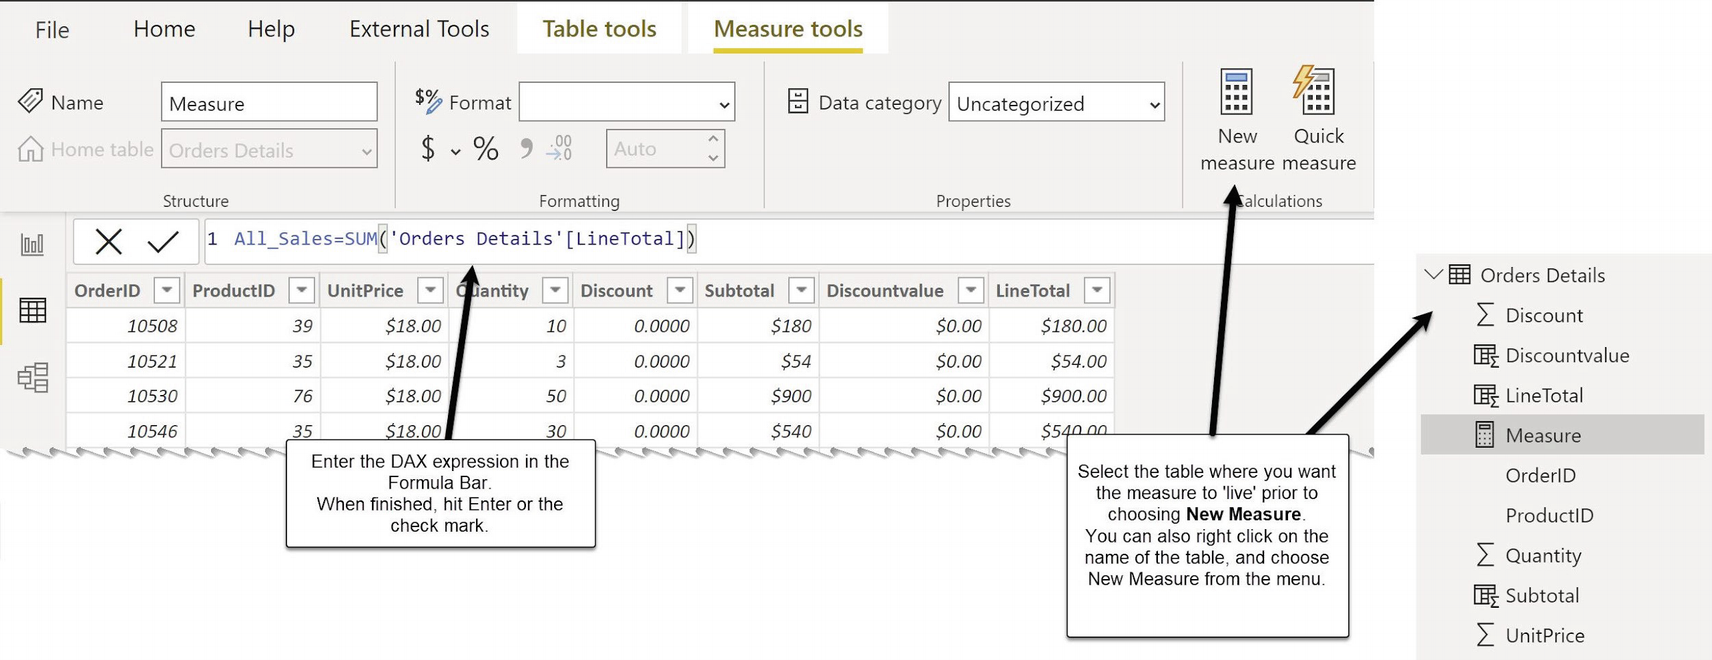 File Home Help External Tools Table tools Measure tools
Name Measure $% Format Data category Uncategorized New measure Quick measure
Home table Orders Details $ % , .00 →.0 Auto
Structure Formatting Properties Calculations
1 All_Sales=SUM('Orders Details'[LineTotal])
OrderID ProductID UnitPrice Quantity Discount Subtotal Discountvalue LineTotal
10508 39 $18.00 10 0.0000 $180 $0.00 $180.00
10521 35 $18.00 3 0.0000 $54 $0.00 $54.00
10530 76 $18.00 50 0.0000 $900 $0.00 $900.00
10546 35 $18.00 30 0.0000 $540 $0.00 $540.00
Enter the DAX expression in the
Formula Bar.
When finished, hit Enter or the
check mark.
Select the table where you want
the measure to 'live' prior to
choosing New Measure.
You can also right click on the
name of the table, and choose
New Measure from the menu.
Orders Details
Discount
Discountvalue
LineTotal
Measure
OrderID
ProductID
Quantity
Subtotal
UnitPrice